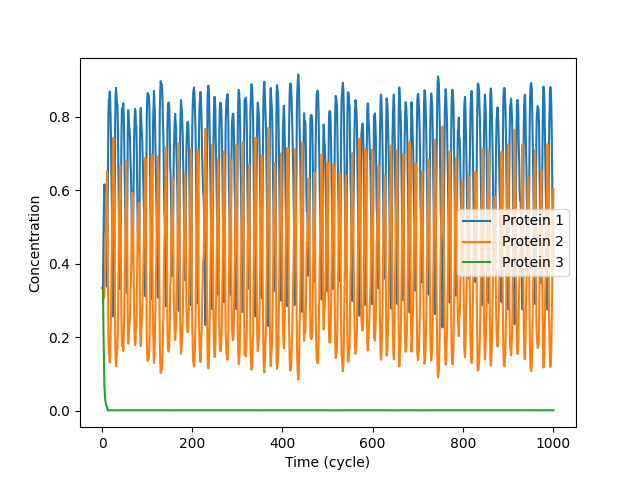 0.8
0.6
0.4
0.2
0.0
Concentration
Protein 1
Protein 2
Protein 3
0 200 400 600 800 1000
Time (cycle)